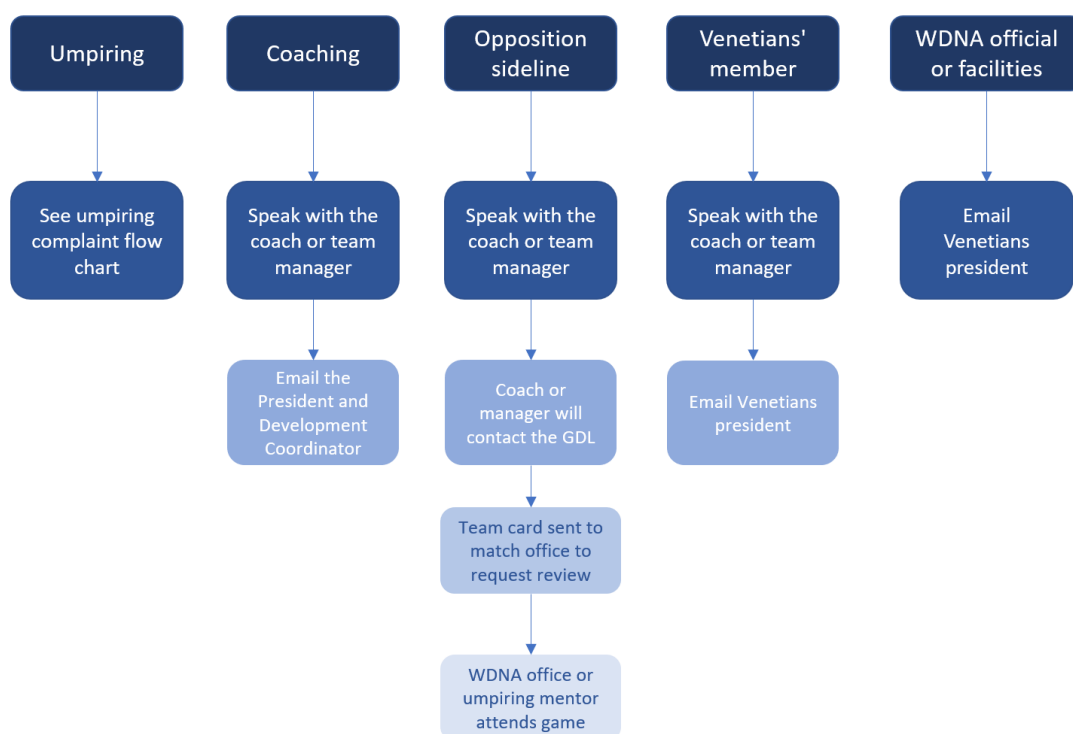 Umpiring
Coaching
Opposition
sideline
Venetians'
member
WDNA official
or facilities
See umpiring
complaint flow
chart
Speak with the
coach or team
manager
Speak with the
coach or team
manager
Speak with the
coach or team
manager
Email
Venetians
president
Email the
President and
Development
Coordinator
Coach or
manager will
contact the GDL
Email Venetians
president
Team card sent to
match office to
request review
WDNA office or
umpiring mentor
attends game